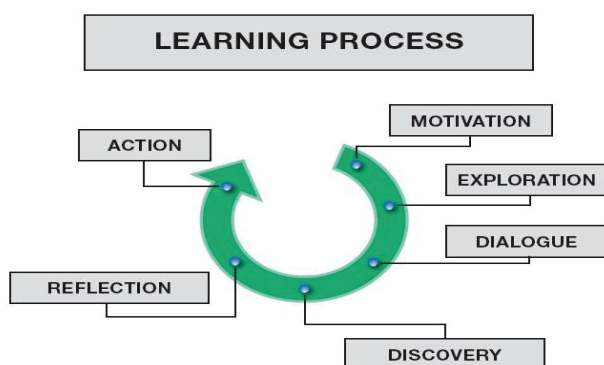 LEARNING PROCESS
MOTIVATION
EXPLORATION
DIALOGUE
DISCOVERY
REFLECTION
ACTION